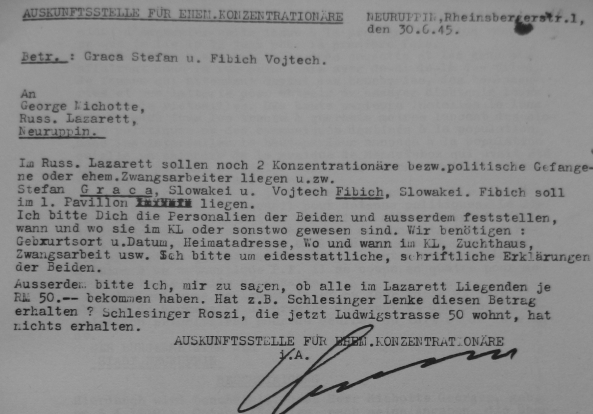 AUSKUNFTSSTELLE FÜR EHEM.KONZENTRATIONÄRE NEURUPPIN,Rheinsbergerstr.1,
den 30.6.45.
Betr. : Graca Stefan u. Fibich Vojtech.
An
George Michotte,
Russ. Lazarett,
Neuruppin.
Im Russ. Lazarett sollen noch 2 Konzentrationäre bezw.politische Gefange-
ne oder ehem.Zwangsarbeiter liegen u.zw.
Stefan G r a c a, Slowakei u. Vojtech Fibich, Slowakei. Fibich soll
im 1. Pavillon liegen.
Ich bitte Dich die Personalien der Beiden und ausserdem feststellen,
wann und wo sie im KL oder sonstwo gewesen sind. Wir benötigen :
Geburtsort u.Datum, Heimatadresse, Wo und wann im KL, Zuchthaus,
Zwangsarbeit usw. Ich bitte um eidesstattliche, schriftliche Erklärungen
der Beiden.
Ausserdem bitte ich, mir zu sagen, ob alle im Lazarett Liegenden je
RM 50.-- bekommen haben. Hat z.B. Schlesinger Lenke diesen Betrag
erhalten ? Schlesinger Roszi, die jetzt Ludwigstrasse 50 wohnt, hat
nichts erhalten.
AUSKUNFTSSTELLE FÜR EHEM.KONZENTRATIONÄRE
i.A.